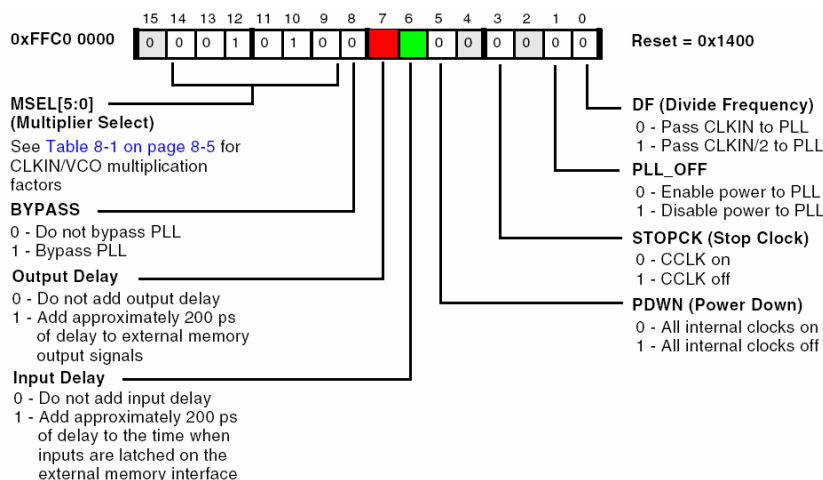 15 14 13 12 11 10 9 8 7 6 5 4 3 2 1 0
0xFFC0 0000
0 0 0 1 0 1 0 0 0 0 0 0 0 0
Reset = 0x1400
MSEL[5:0]
(Multiplier Select)
See Table 8-1 on page 8-5 for
CLKIN/VCO multiplication
factors
BYPASS
0 - Do not bypass PLL
1 - Bypass PLL
Output Delay
0 - Do not add output delay
1 - Add approximately 200 ps
of delay to external memory
output signals
Input Delay
0 - Do not add input delay
1 - Add approximately 200 ps
of delay to the time when
inputs are latched on the
external memory interface
DF (Divide Frequency)
0 - Pass CLKIN to PLL
1 - Pass CLKIN/2 to PLL
PLL_OFF
0 - Enable power to PLL
1 - Disable power to PLL
STOPCK (Stop Clock)
0 - CCLK on
1 - CCLK off
PDWN (Power Down)
0 - All internal clocks on
1 - All internal clocks off